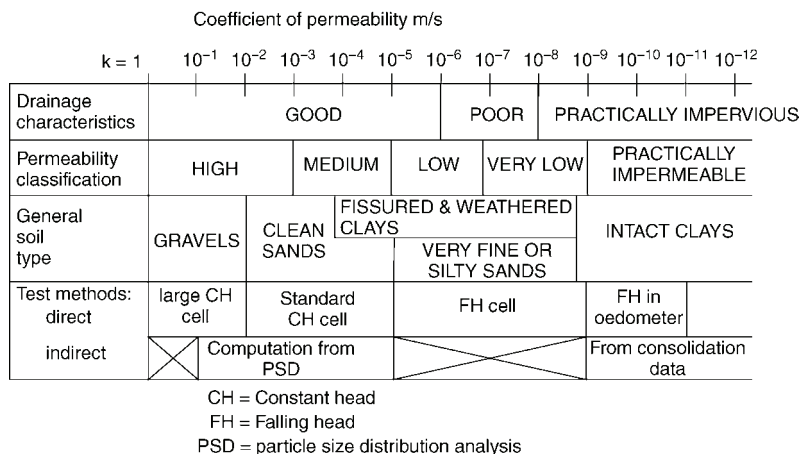 Coefficient of permeability m/s
k = 1 10⁻¹ 10⁻² 10⁻³ 10⁻⁴ 10⁻⁵ 10⁻⁶ 10⁻⁷ 10⁻⁸ 10⁻⁹ 10⁻¹⁰ 10⁻¹¹ 10⁻¹²
Drainage
characteristics
GOOD
POOR
PRACTICALLY IMPERVIOUS
Permeability
classification
HIGH
MEDIUM
LOW
VERY LOW
PRACTICALLY
IMPERMEABLE
General
soil
type
GRAVELS
CLEAN
SANDS
FISSURED & WEATHERED
CLAYS
VERY FINE OR
SILTY SANDS
INTACT CLAYS
Test methods:
direct
large CH
cell
Standard
CH cell
FH cell
FH in
oedometer
indirect
Computation from
PSD
From consolidation
data
CH = Constant head
FH = Falling head
PSD = particle size distribution analysis